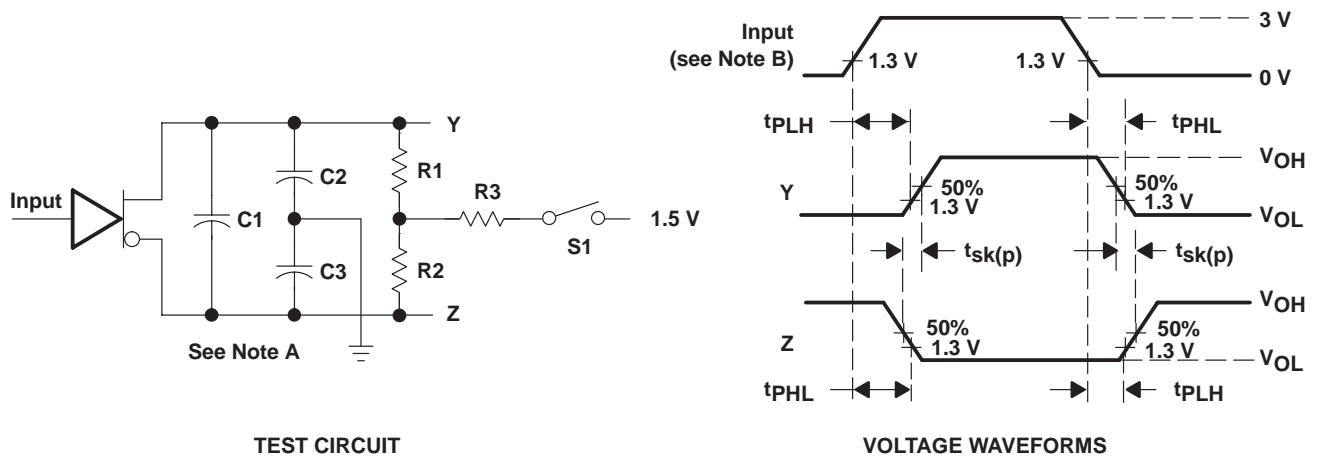 Input
Y
C2
R1
R3
C1
1.5 V
S1
C3
R2
Z
See Note A
TEST CIRCUIT
Input
(see Note B)
3 V
1.3 V
1.3 V
0 V
tPLH
tPHL
VOH
Y
50%
1.3 V
50%
1.3 V
VOL
tsk(p)
tsk(p)
VOH
Z
50%
1.3 V
50%
1.3 V
VOL
tPHL
tPLH
VOLTAGE WAVEFORMS